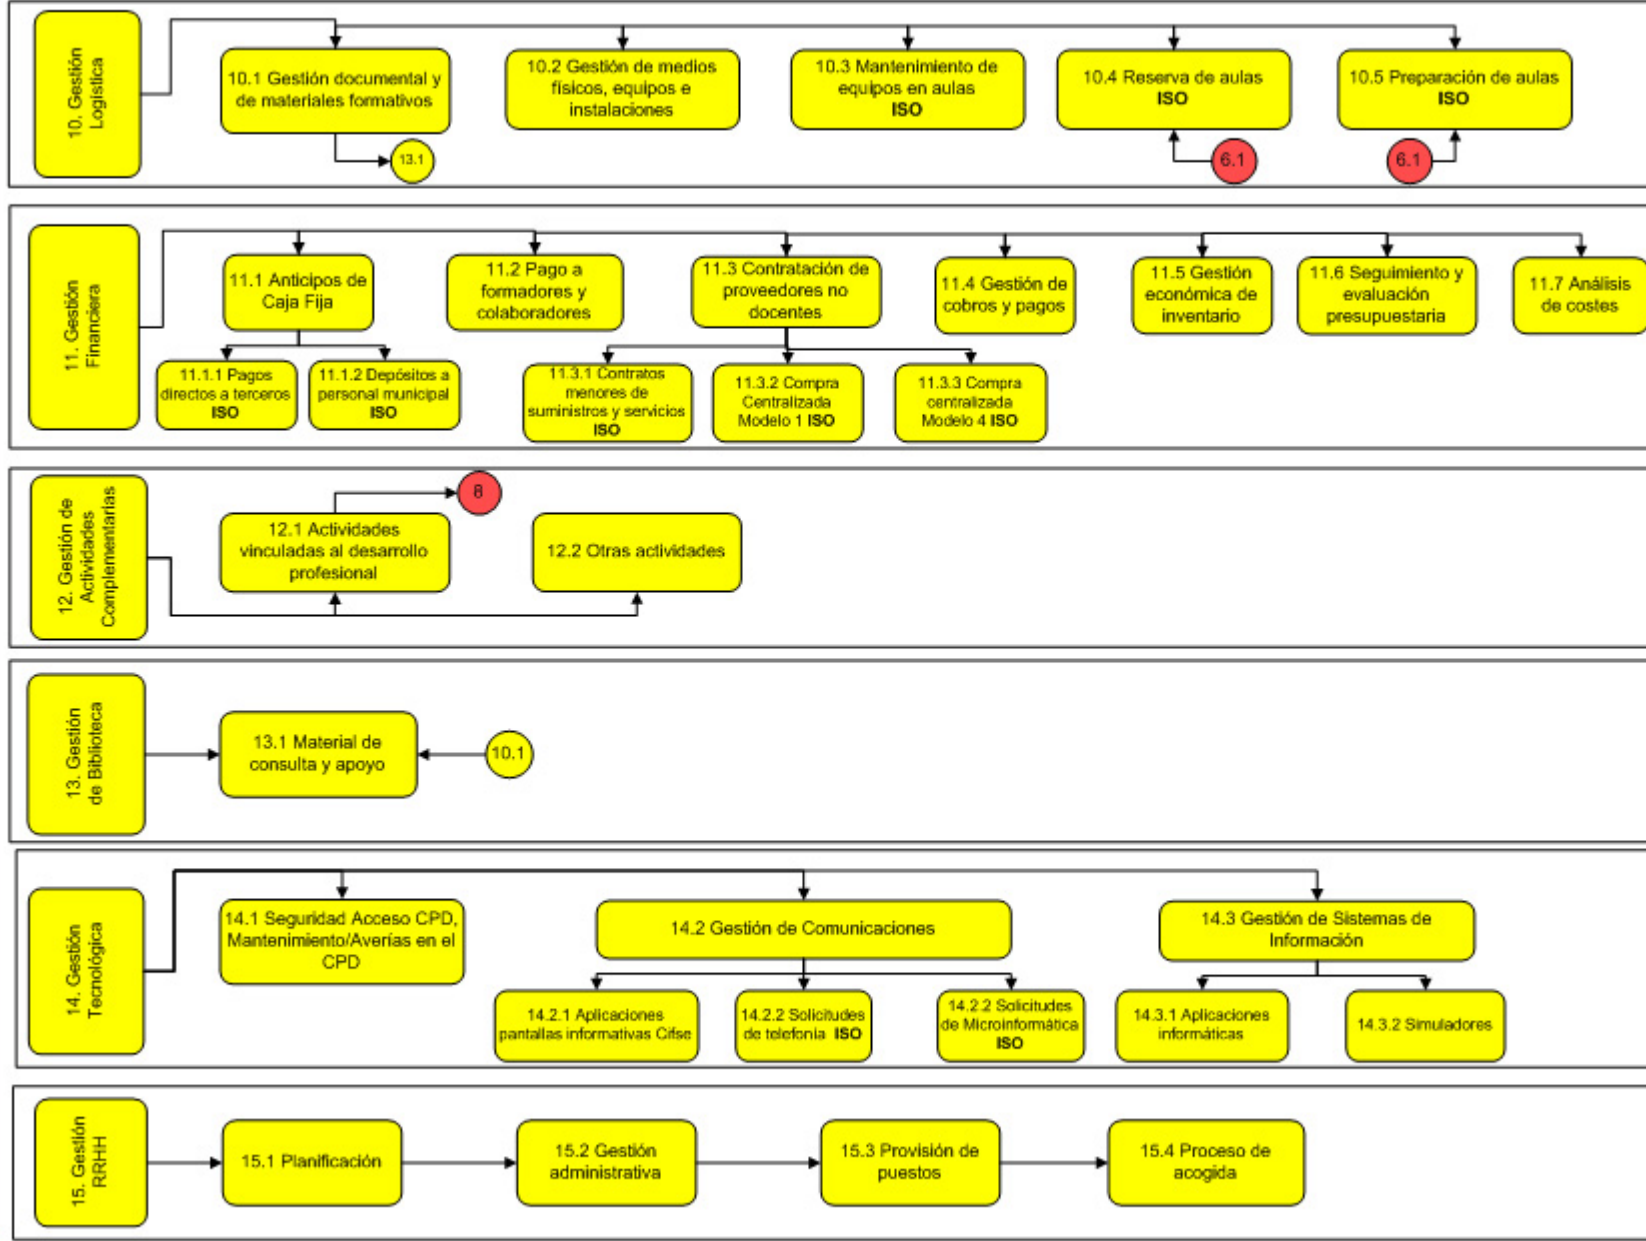 10. Gestión
Logística
10.1 Gestión documental y
de materiales formativos
10.2 Gestión de medios
físicos, equipos e
instalaciones
10.3 Mantenimiento de
equipos en aulas
ISO
10.4 Reserva de aulas
ISO
10.5 Preparación de aulas
ISO
13.1
6.1
6.1
11. Gestión
Financiera
11.1 Anticipos de
Caja Fija
11.2 Pago a
formadores y
colaboradores
11.3 Contratación de
proveedores no
docentes
11.4 Gestión de
cobros y pagos
11.5 Gestión
económica de
inventario
11.6 Seguimiento y
evaluación
presupuestaria
11.7 Análisis
de costes
11.1.1 Pagos
directos a terceros
ISO
11.1.2 Depósitos a
personal municipal
ISO
11.3.1 Contratos
menores de
suministros y servicios
ISO
11.3.2 Compra
Centralizada
Modelo 1 ISO
11.3.3 Compra
centralizada
Modelo 4 ISO
12. Gestión de
Actividades
Complementarias
8
12.1 Actividades
vinculadas al desarrollo
profesional
12.2 Otras actividades
13. Gestión
de Biblioteca
13.1 Material de
consulta y apoyo
10.1
14. Gestión
Tecnológica
14.1 Seguridad Acceso CPD,
Mantenimiento/Averías en el
CPD
14.2 Gestión de Comunicaciones
14.3 Gestión de Sistemas de
Información
14.2.1 Aplicaciones
pantallas informativas Cifse
14.2.2 Solicitudes
de telefonía ISO
14.2.2 Solicitudes
de Microinformática
ISO
14.3.1 Aplicaciones
informáticas
14.3.2 Simuladores
15. Gestión
RRHH
15.1 Planificación
15.2 Gestión
administrativa
15.3 Provisión de
puestos
15.4 Proceso de
acogida